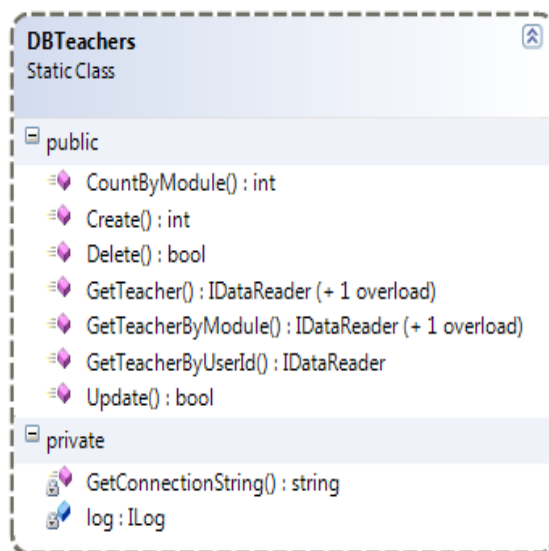 DBTeachers
Static Class
public
CountByModule() : int
Create() : int
Delete() : bool
GetTeacher() : IDataReader (+ 1 overload)
GetTeacherByModule() : IDataReader (+ 1 overload)
GetTeacherByUserId() : IDataReader
Update() : bool
private
GetConnectionString() : string
log : ILog